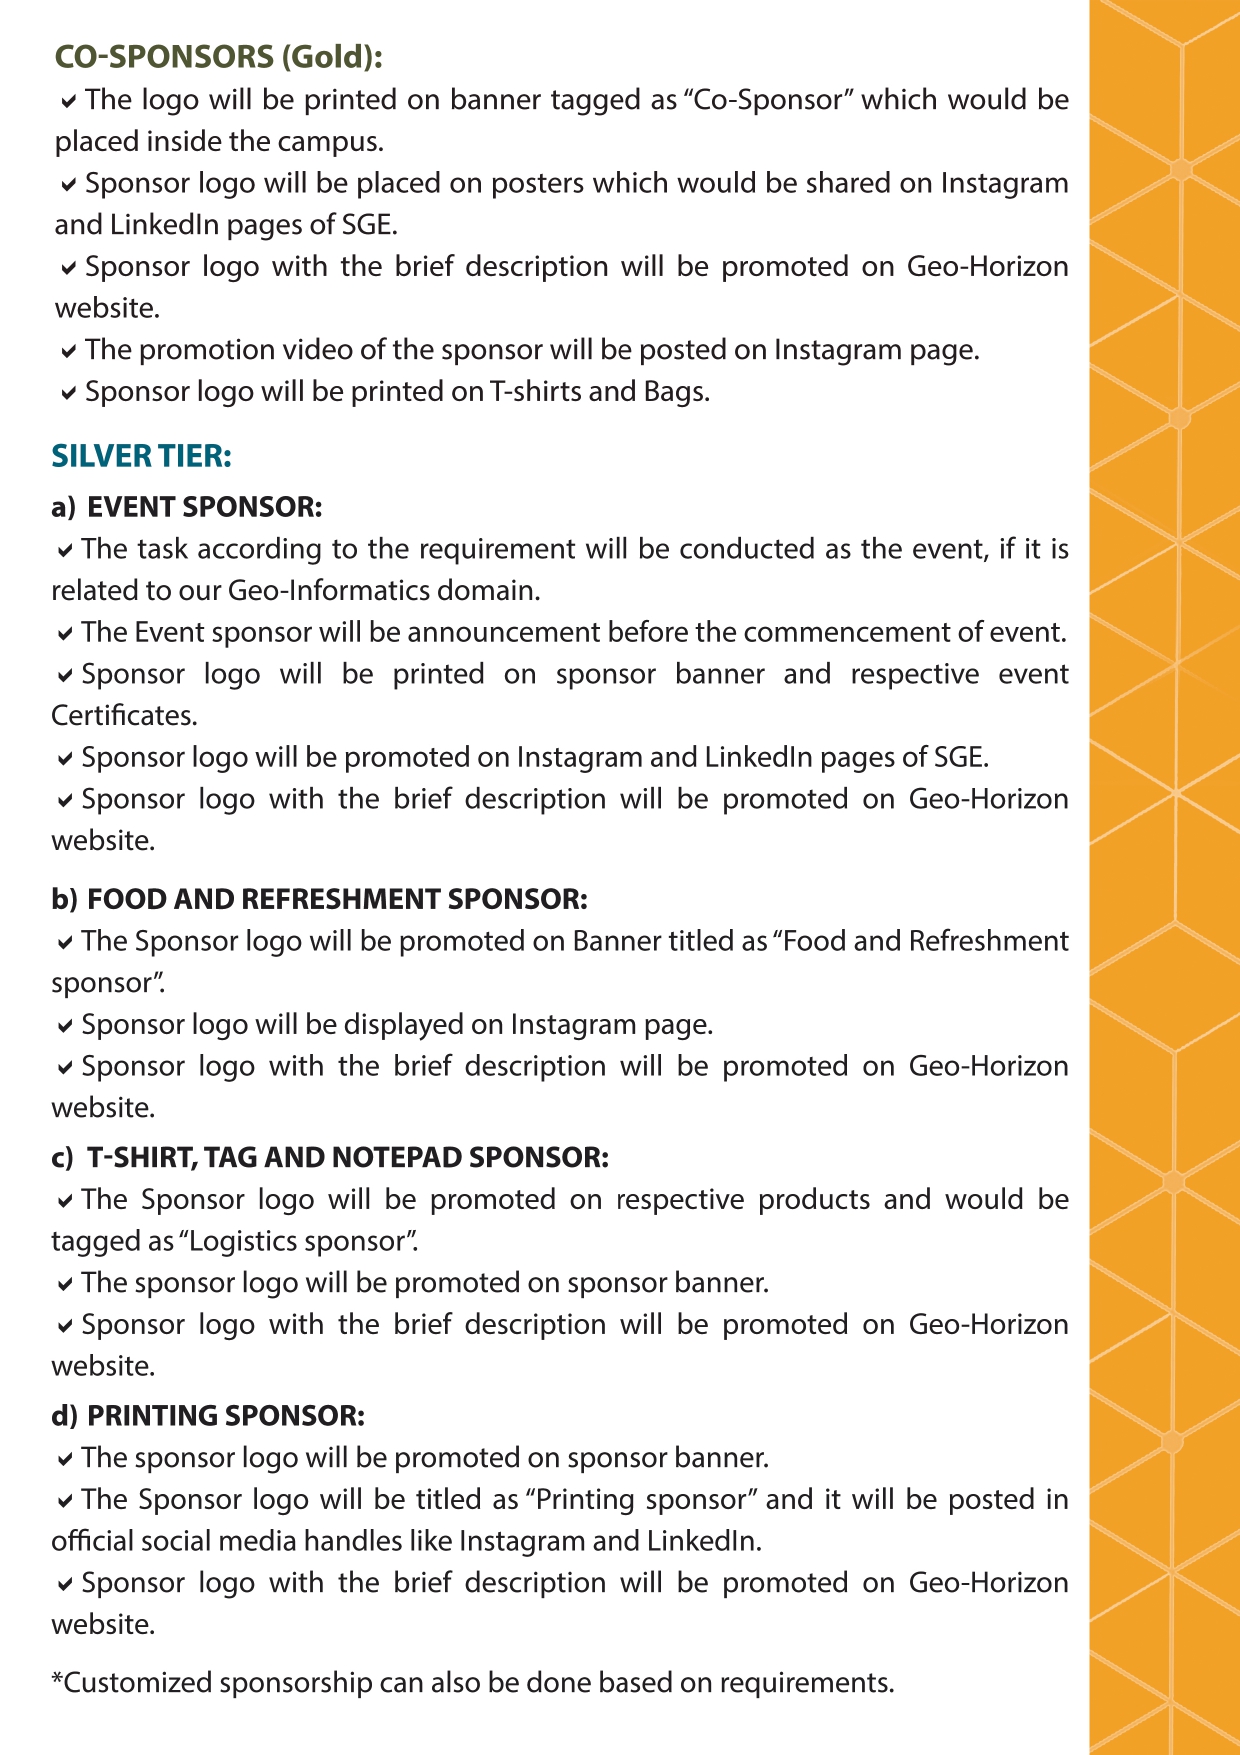 CO-SPONSORS (Gold):
✓The logo will be printed on banner tagged as “Co-Sponsor” which would be
placed inside the campus.
✓Sponsor logo will be placed on posters which would be shared on Instagram
and LinkedIn pages of SGE.
✓Sponsor logo with the brief description will be promoted on Geo-Horizon
website.
✓The promotion video of the sponsor will be posted on Instagram page.
✓Sponsor logo will be printed on T-shirts and Bags.
SILVER TIER:
a) EVENT SPONSOR:
✓The task according to the requirement will be conducted as the event, if it is
related to our Geo-Informatics domain.
✓The Event sponsor will be announcement before the commencement of event.
✓Sponsor logo will be printed on sponsor banner and respective event
Certificates.
✓Sponsor logo will be promoted on Instagram and LinkedIn pages of SGE.
✓Sponsor logo with the brief description will be promoted on Geo-Horizon
website.
b) FOOD AND REFRESHMENT SPONSOR:
✓The Sponsor logo will be promoted on Banner titled as “Food and Refreshment
sponsor”.
✓Sponsor logo will be displayed on Instagram page.
✓Sponsor logo with the brief description will be promoted on Geo-Horizon
website.
c) T-SHIRT, TAG AND NOTEPAD SPONSOR:
✓The Sponsor logo will be promoted on respective products and would be
tagged as “Logistics sponsor”.
✓The sponsor logo will be promoted on sponsor banner.
✓Sponsor logo with the brief description will be promoted on Geo-Horizon
website.
d) PRINTING SPONSOR:
✓The sponsor logo will be promoted on sponsor banner.
✓The Sponsor logo will be titled as “Printing sponsor” and it will be posted in
official social media handles like Instagram and LinkedIn.
✓Sponsor logo with the brief description will be promoted on Geo-Horizon
website.
*Customized sponsorship can also be done based on requirements.